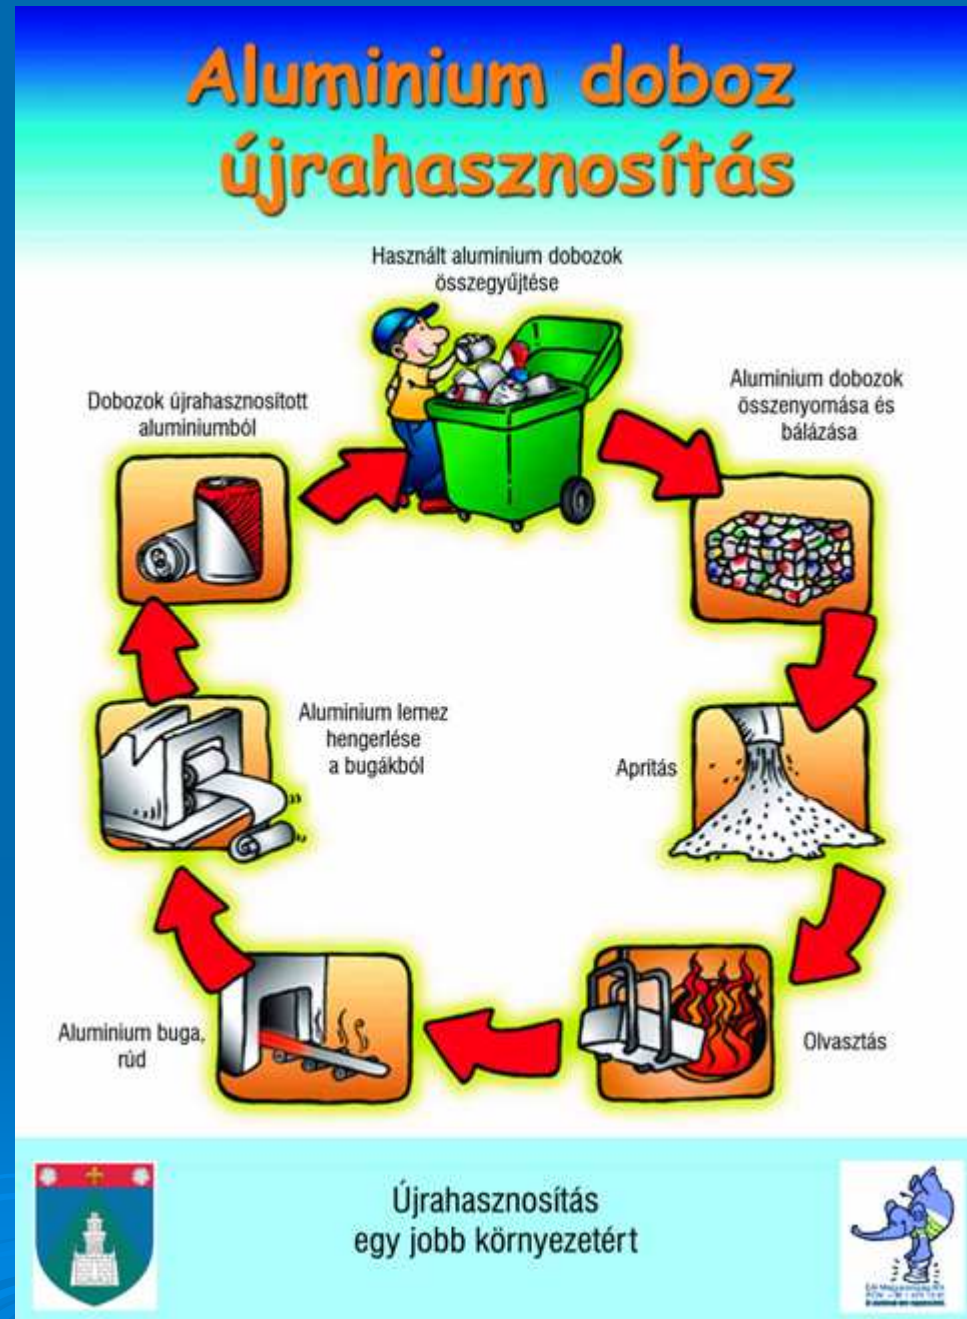 Aluminium doboz
újrahasznosítás
Használt aluminium dobozok
összegyűjtése
Aluminium dobozok
összenyomása és
bálázása
Dobozok újrahasznosított
aluminiumból
Aluminium lemez
hengerlése
a bugákból
Aprítás
Olvasztás
Aluminium buga,
rúd
Újrahasznosítás
egy jobb környezetért